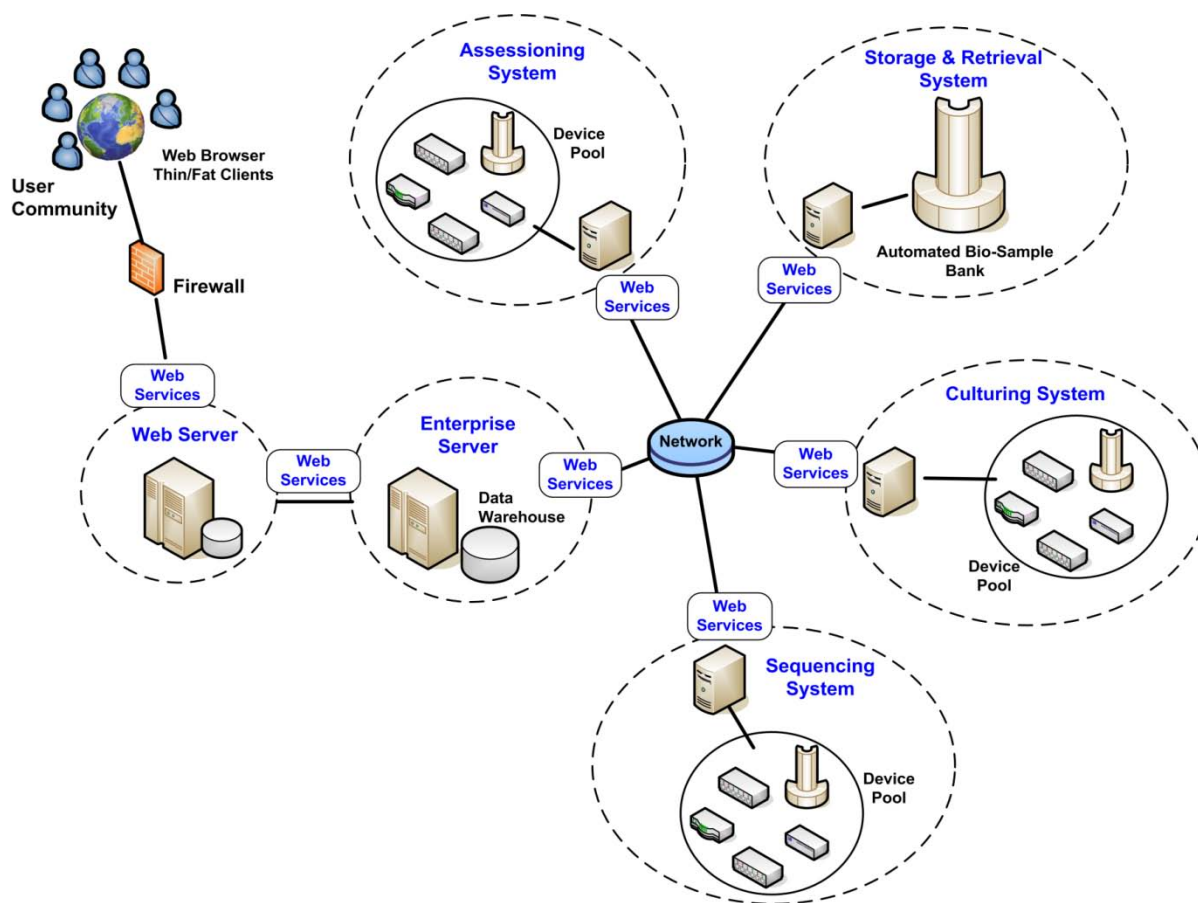 Assessioning
System
Device
Pool
Web
Services
Storage & Retrieval
System
Automated Bio-Sample
Bank
Web
Services
Web Browser
Thin/Fat Clients
User
Community
Firewall
Web
Services
Web Server
Web
Services
Enterprise
Server
Data
Warehouse
Web
Services
Network
Web
Services
Culturing System
Device
Pool
Web
Services
Sequencing
System
Device
Pool